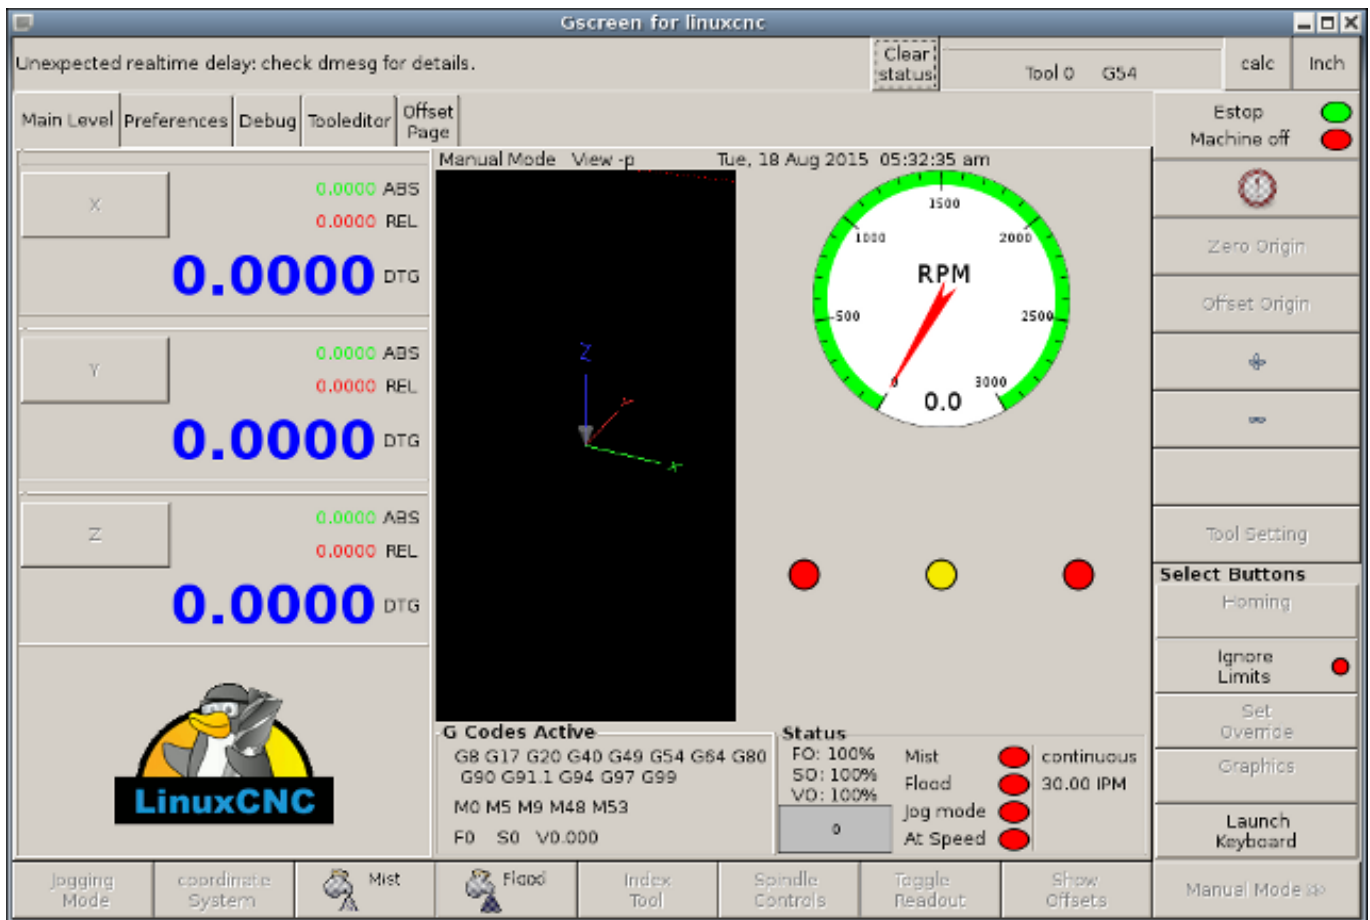 Gscreen for linuxcnc
Unexpected realtime delay: check dmesg for details.
Clear
status
Tool 0 G54
calc
Inch
Main Level
Preferences
Debug
Tooleditor
Offset
Page
Estop
Machine off
Manual Mode View -p Tue, 18 Aug 2015 05:32:35 am
X
0.0000 ABS
0.0000 REL
0.0000 DTG
Y
0.0000 ABS
0.0000 REL
0.0000 DTG
Z
0.0000 ABS
0.0000 REL
0.0000 DTG
LinuxCNC
Z
Y
X
1500
1000 2000
RPM
500 2500
0 3000
0.0
G Codes Active
G8 G17 G20 G40 G49 G54 G64 G80
G90 G91.1 G94 G97 G99
M0 M5 M9 M48 M53
F0 S0 V0.000
Status
FO: 100%
SO: 100%
VO: 100%
0
Mist
Flood
Jog mode
At Speed
continuous
30.00 IPM
Zero Origin
Offset Origin
Tool Setting
Select Buttons
Homing
Ignore
Limits
Set
Override
Graphics
Launch
Keyboard
Jogging
Mode
coordinate
System
Mist
Flood
Index
Tool
Spindle
Controls
Toggle
Readout
Show
Offsets
Manual Mode